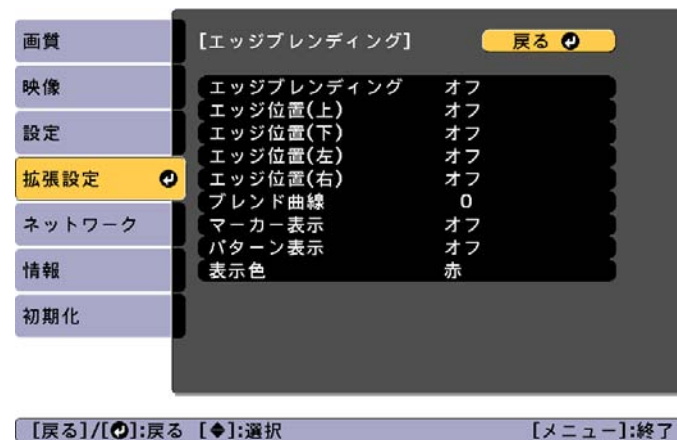 画質
映像
設定
拡張設定
ネットワーク
情報
初期化
[エッジブレンディング] 戻る
エッジブレンディング オフ
エッジ位置(上) オフ
エッジ位置(下) オフ
エッジ位置(左) オフ
エッジ位置(右) オフ
ブレンド曲線 0
マーカー表示 オフ
パターン表示 オフ
表示色 赤
[戻る]/[]:戻る [◆]:選択 [メニュー]:終了